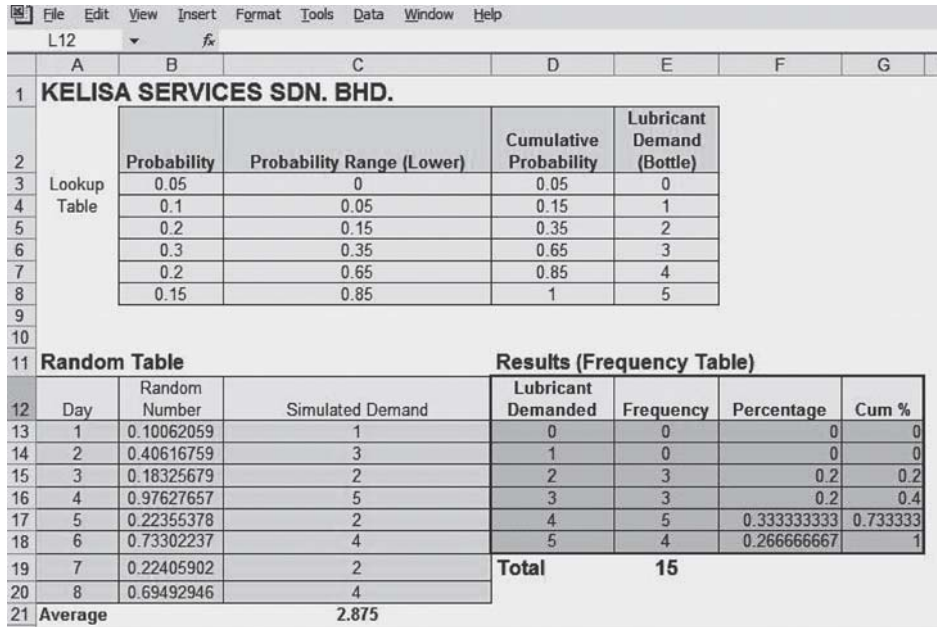 File Edit View Insert Format Tools Data Window Help
L12 fx
A B C D E F G
1 KELISA SERVICES SDN. BHD.
2 Probability Probability Range (Lower) Cumulative Probability Lubricant Demand (Bottle)
3 Lookup 0.05 0 0.05 0
4 Table 0.1 0.05 0.15 1
5 0.2 0.15 0.35 2
6 0.3 0.35 0.65 3
7 0.2 0.65 0.85 4
8 0.15 0.85 1 5
9
10
11 Random Table Results (Frequency Table)
12 Day Random Number Simulated Demand Lubricant Demanded Frequency Percentage Cum %
13 1 0.10062059 1 0 0 0 0
14 2 0.40616759 3 1 0 0 0
15 3 0.18325679 2 2 3 0.2 0.2
16 4 0.97627657 5 3 3 0.2 0.4
17 5 0.22355378 2 4 5 0.333333333 0.733333
18 6 0.73302237 4 5 4 0.266666667 1
19 7 0.22405902 2 Total 15
20 8 0.69492946 4
21 Average 2.875